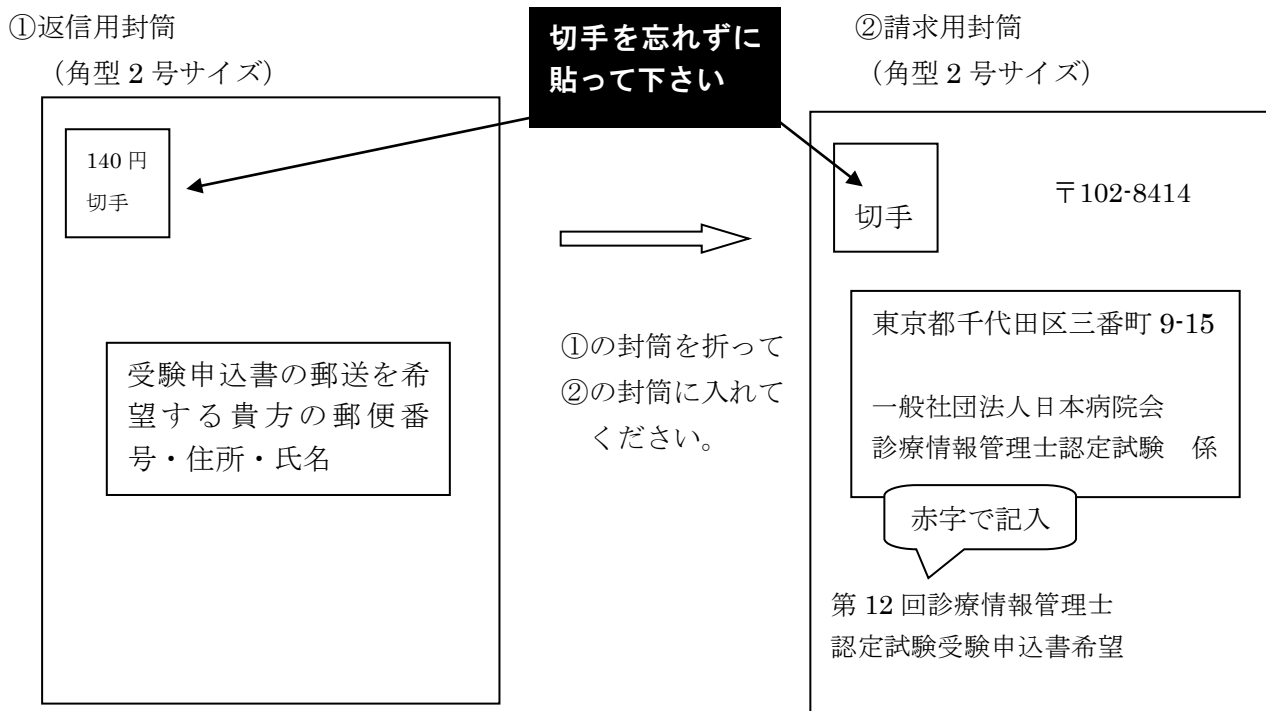 ①返信用封筒
（角型 2 号サイズ）
140 円
切手
受験申込書の郵送を希
望する貴方の郵便番
号・住所・氏名
切手を忘れずに
貼って下さい
①の封筒を折って
②の封筒に入れて
ください。
②請求用封筒
（角型 2 号サイズ）
切手
〒102-8414
東京都千代田区三番町 9-15
一般社団法人日本病院会
診療情報管理士認定試験　係
赤字で記入
第 12 回診療情報管理士
認定試験受験申込書希望